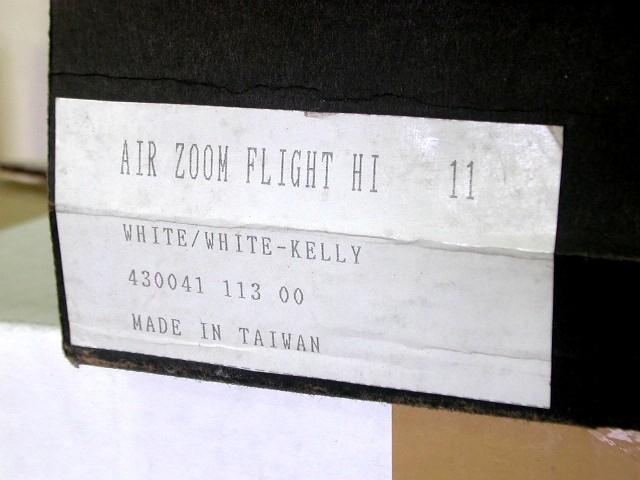 AIR ZOOM FLIGHT HI 11
WHITE/WHITE-KELLY
430041 113 00
MADE IN TAIWAN